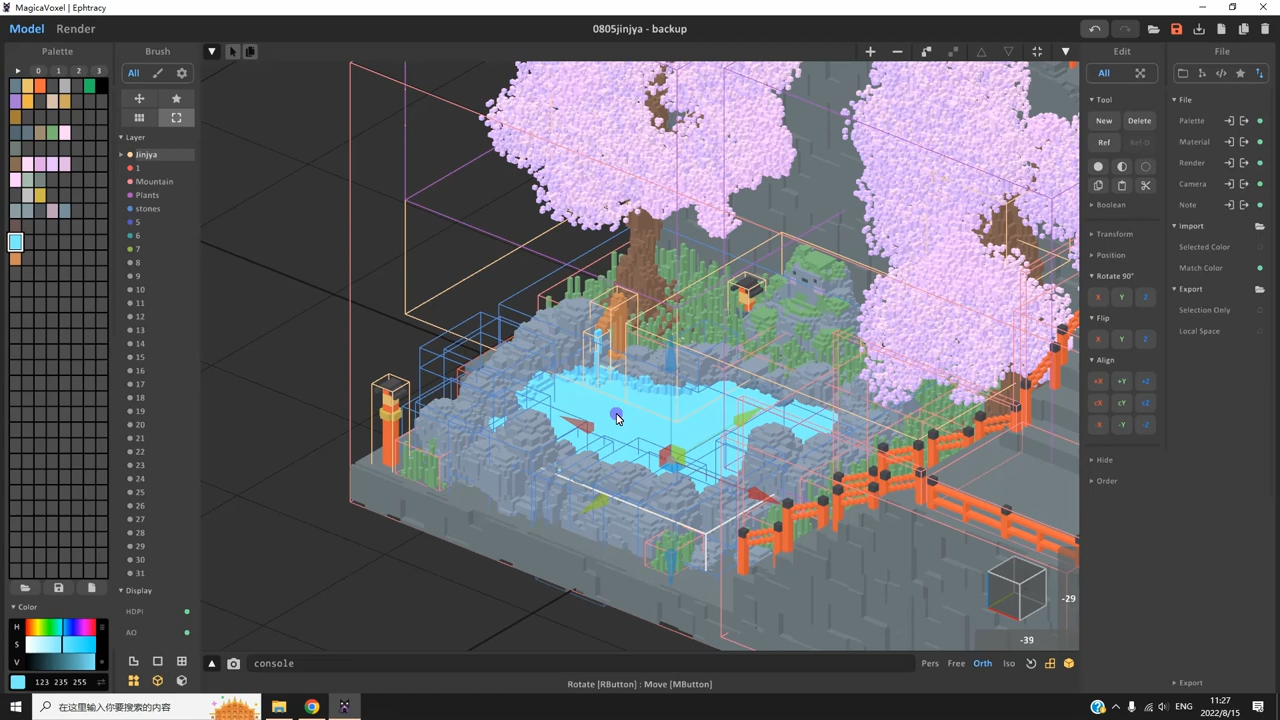 MagicaVoxel | Ephtracy
Model Render
0805jinjya - backup
Palette
0 1 2 3
Color
H
S
V
123 235 255
Brush
All
Layer
Jinjya
1
Mountain
Plants
stones
5
6
7
8
9
10
11
12
13
14
15
16
17
18
19
20
21
22
23
24
25
26
27
28
29
30
31
Display
HDPI
AO
-29
-39
console
Pers Free Orth Iso
Rotate [RButton] : Move [MButton]
Edit
All
Tool
New Delete
Ref Ref-D
Boolean
Transform
Position
Rotate 90°
X Y Z
Flip
X Y Z
Align
+X +Y +Z
cX cY cZ
-X -Y -Z
Hide
Order
File
File
Palette
Material
Render
Camera
Note
Import
Selected Color
Match Color
Export
Selection Only
Local Space
Export
在这里输入你要搜索的内容
ENG
11:27
2022/8/15